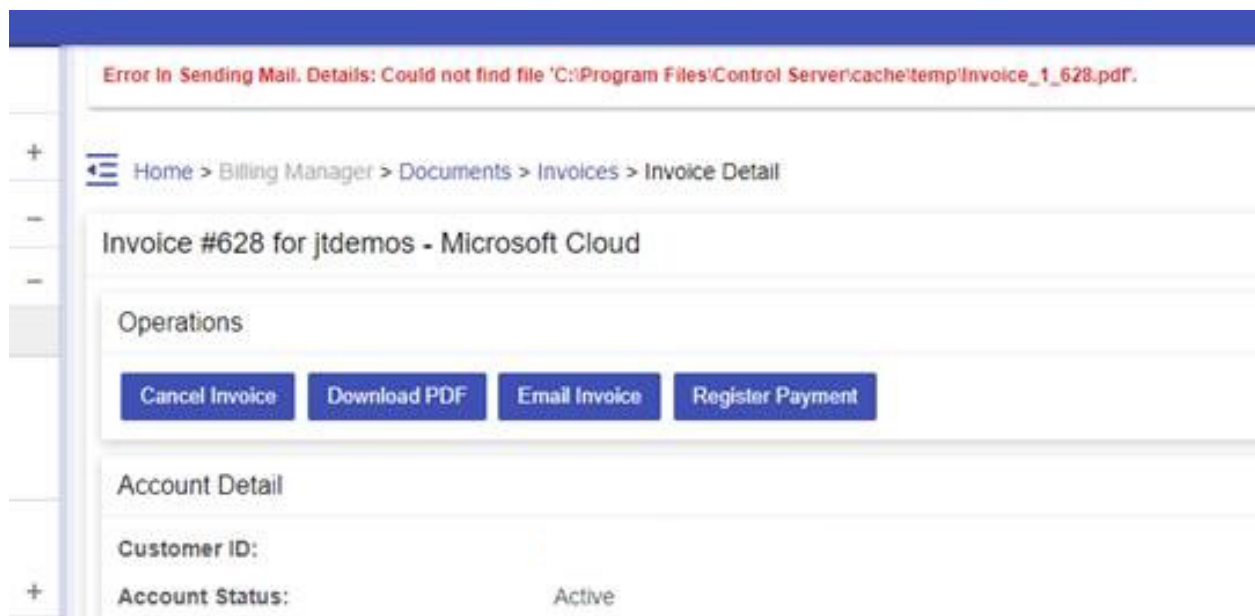 Error In Sending Mail. Details: Could not find file 'C:\Program Files\Control Server\cache\temp\Invoice_1_628.pdf'.
Home > Billing Manager > Documents > Invoices > Invoice Detail
Invoice #628 for jtdemos - Microsoft Cloud
Operations
Cancel Invoice Download PDF Email Invoice Register Payment
Account Detail
Customer ID:
Account Status: Active